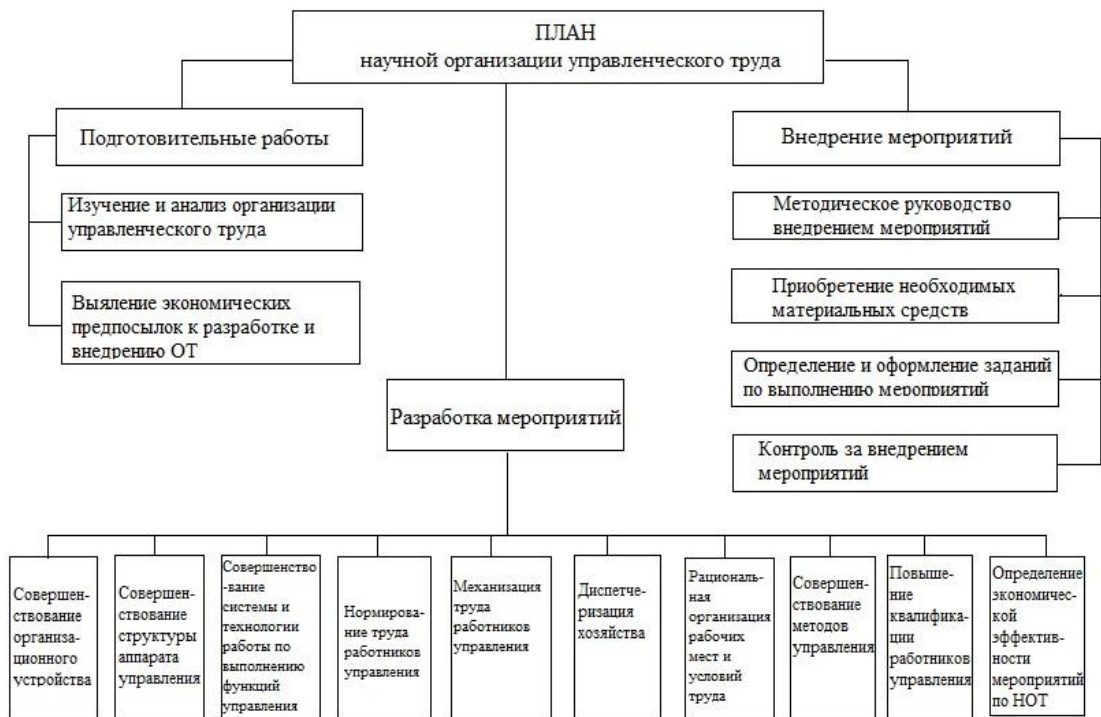 ПЛАН
научной организации управленческого труда
Подготовительные работы
Изучение и анализ организации
управленческого труда
Выяление экономических
предпосылок к разработке и
внедрению ОТ
Внедрение мероприятий
Методическое руководство
внедрением мероприятий
Приобретение необходимых
материальных средств
Определение и оформление заданий
по выполнению мероприятий
Контроль за внедрением
мероприятий
Разработка мероприятий
Совершен-
ствование
организа-
ационного
устройства
Совершен-
ствование
структуры
аппарата
управления
Совершенство
-вание
системы и
технологии
работы по
выполнению
функций
управления
Нормирова-
ние труда
работников
управления
Механизация
труда
работников
управления
Диспетче-
ризация
хозяйства
Рациональ-
ная
организация
рабочих
мест и
условий
труда
Совершен-
ствование
методов
управления
Повыше-
ние
квалифика-
ции
работников
управления
Определение
экономичес-
кой
эффектив-
ности
мероприятий
по НОТ